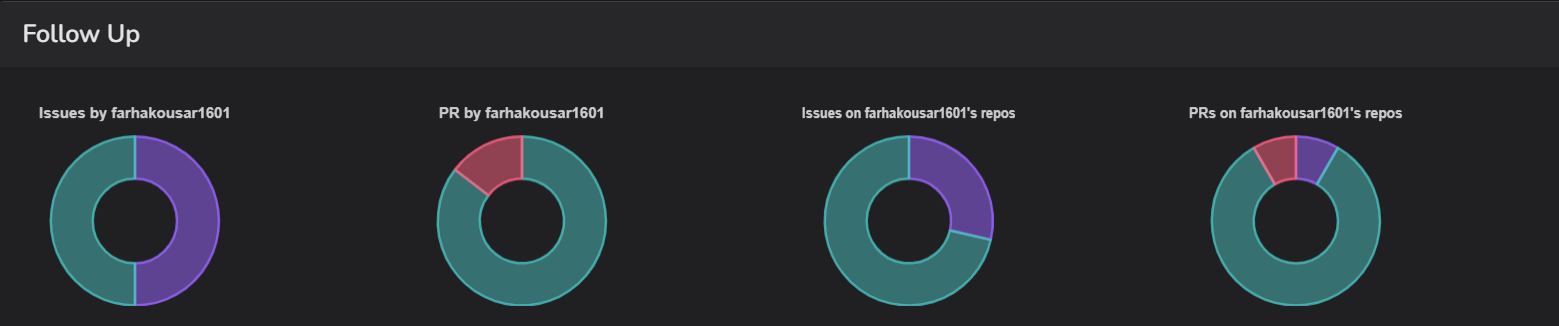 Follow Up
Issues by farhakousar1601
PR by farhakousar1601
Issues on farhakousar1601's repos
PRs on farhakousar1601's repos